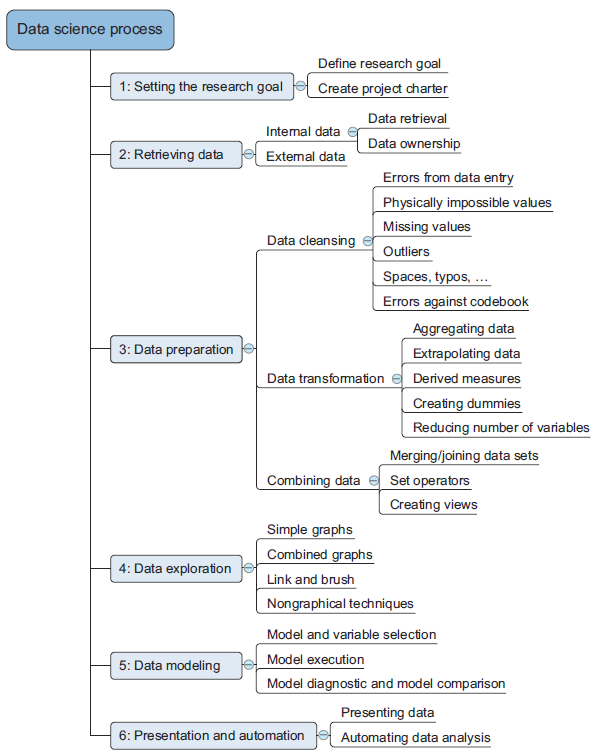 Data science process
1: Setting the research goal
Define research goal
Create project charter
2: Retrieving data
Internal data
Data retrieval
Data ownership
External data
3: Data preparation
Data cleansing
Errors from data entry
Physically impossible values
Missing values
Outliers
Spaces, typos, …
Errors against codebook
Data transformation
Aggregating data
Extrapolating data
Derived measures
Creating dummies
Reducing number of variables
Combining data
Merging/joining data sets
Set operators
Creating views
4: Data exploration
Simple graphs
Combined graphs
Link and brush
Nongraphical techniques
5: Data modeling
Model and variable selection
Model execution
Model diagnostic and model comparison
6: Presentation and automation
Presenting data
Automating data analysis